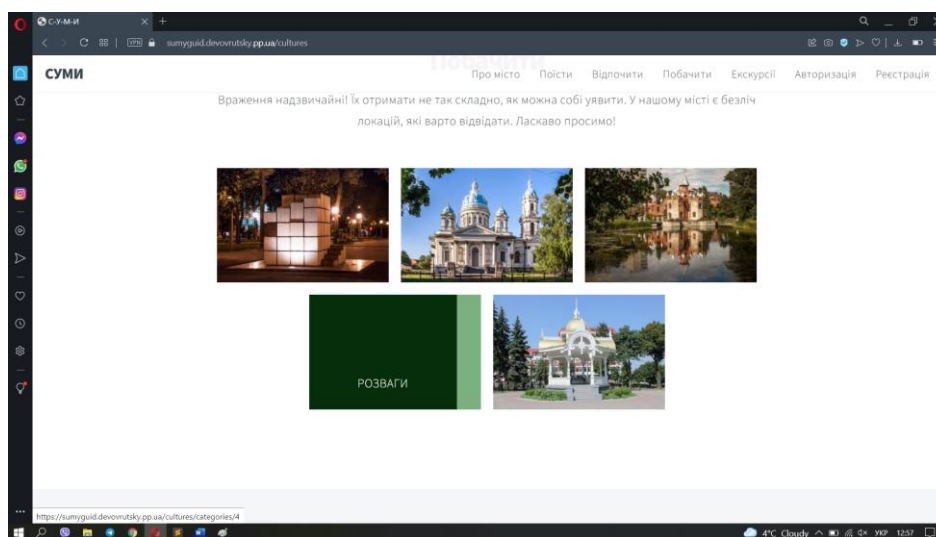 С-У-М-И
VPN
sumyguid.devovrutsky.pp.ua/cultures
Побачити
СУМИ
Про місто Поїсти Відпочити Побачити Екскурсії Авторизація Реєстрація
Враження надзвичайні! Їх отримати не так складно, як можна собі уявити. У нашому місті є безліч
локацій, які варто відвідати. Ласкаво просимо!
РОЗВАГИ
https://sumyguid.devovrutsky.pp.ua/cultures/categories/4
4°C Cloudy УКР 12:57